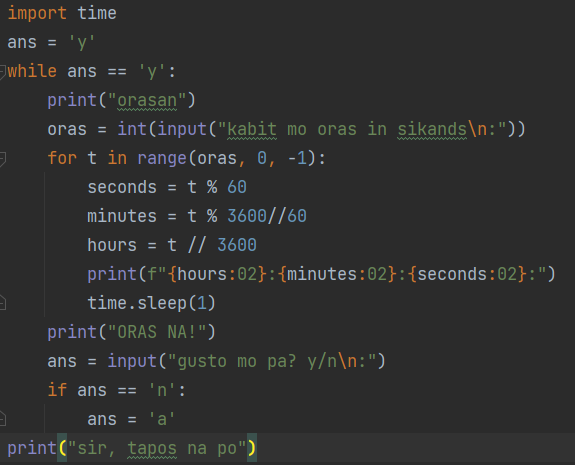 import time
ans = 'y'
while ans == 'y':
    print("orasan")
    oras = int(input("kabit mo oras in sikands\n:"))
    for t in range(oras, 0, -1):
        seconds = t % 60
        minutes = t % 3600//60
        hours = t // 3600
        print(f"{hours:02}:{minutes:02}:{seconds:02}:")
        time.sleep(1)
    print("ORAS NA!")
    ans = input("gusto mo pa? y/n\n:")
    if ans == 'n':
        ans = 'a'
print("sir, tapos na po")